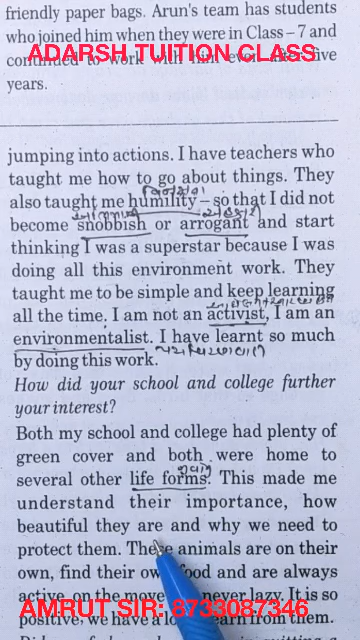 friendly paper bags. Arun's team has students
who joined him when they were in Class – 7 and
ADARSH TUITION CLASS
continued to work with him even after five
years.
jumping into actions. I have teachers who
taught me how to go about things. They
also taught me humility – so that I did not
become snobbish or arrogant and start
thinking I was a superstar because I was
doing all this environment work. They
taught me to be simple and keep learning
all the time. I am not an activist, I am an
environmentalist. I have learnt so much
by doing this work.
How did your school and college further
your interest?
Both my school and college had plenty of
green cover and both were home to
several other life forms. This made me
understand their importance, how
beautiful they are and why we need to
protect them. These animals are on their
own, find their own food and are always
active, on the move never lazy. It is so
AMRUT SIR: 8733087346
positive, we have a lot learn from them.